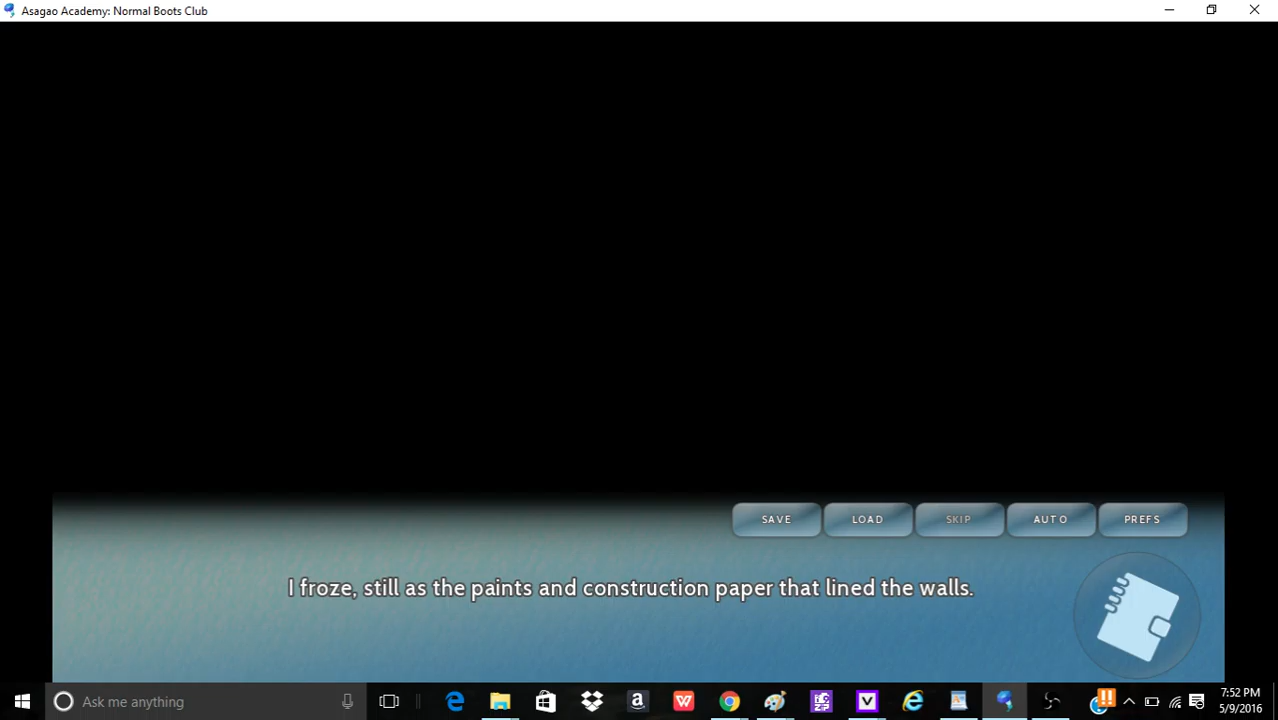 Asagao Academy: Normal Boots Club
SAVE LOAD SKIP AUTO PREFS
I froze, still as the paints and construction paper that lined the walls.
Ask me anything
7:52 PM
5/9/2016